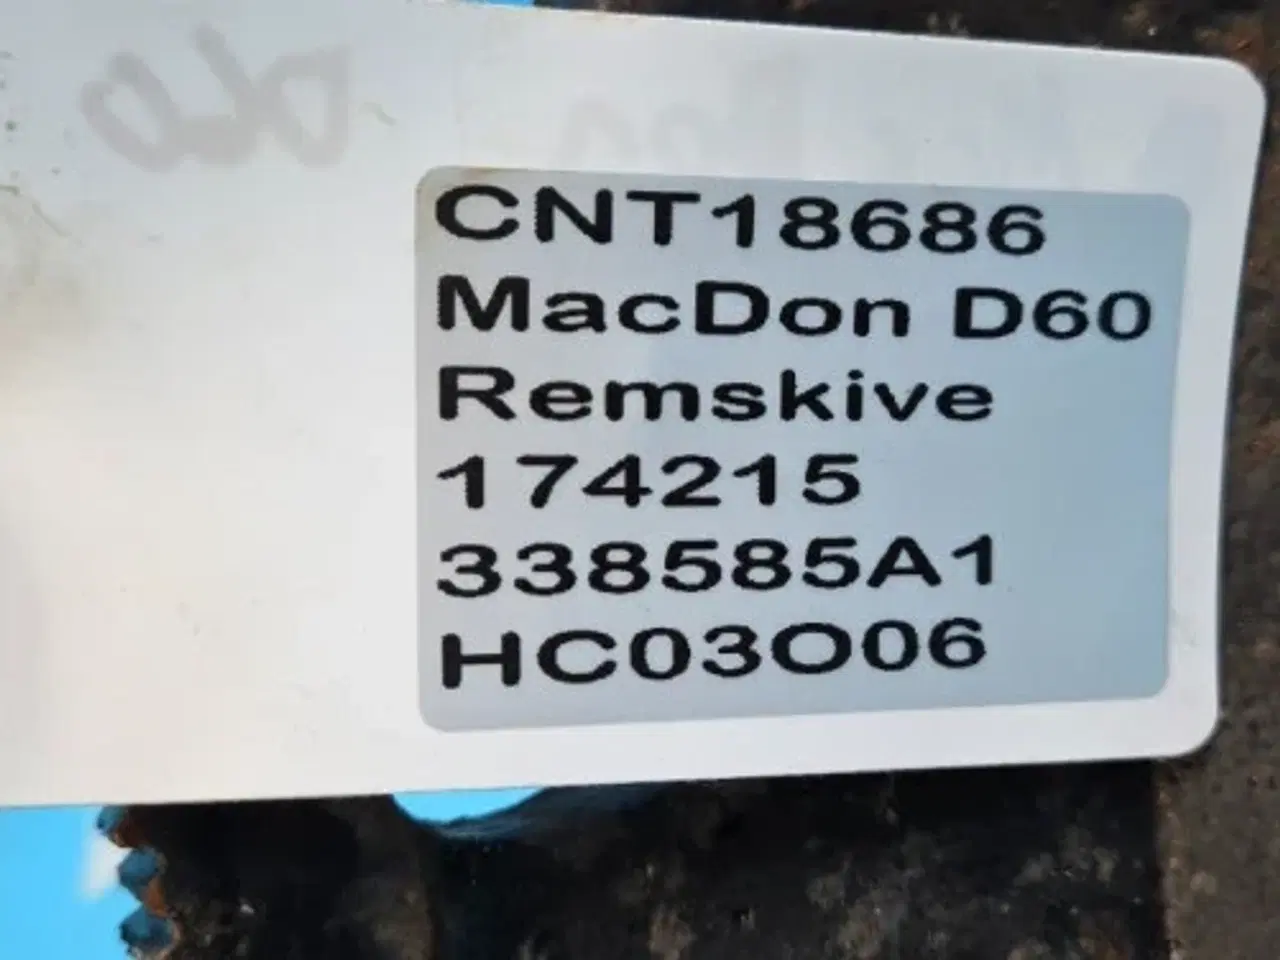 CNT18686
MacDon D60
Remskive
174215
338585A1
HC03O06